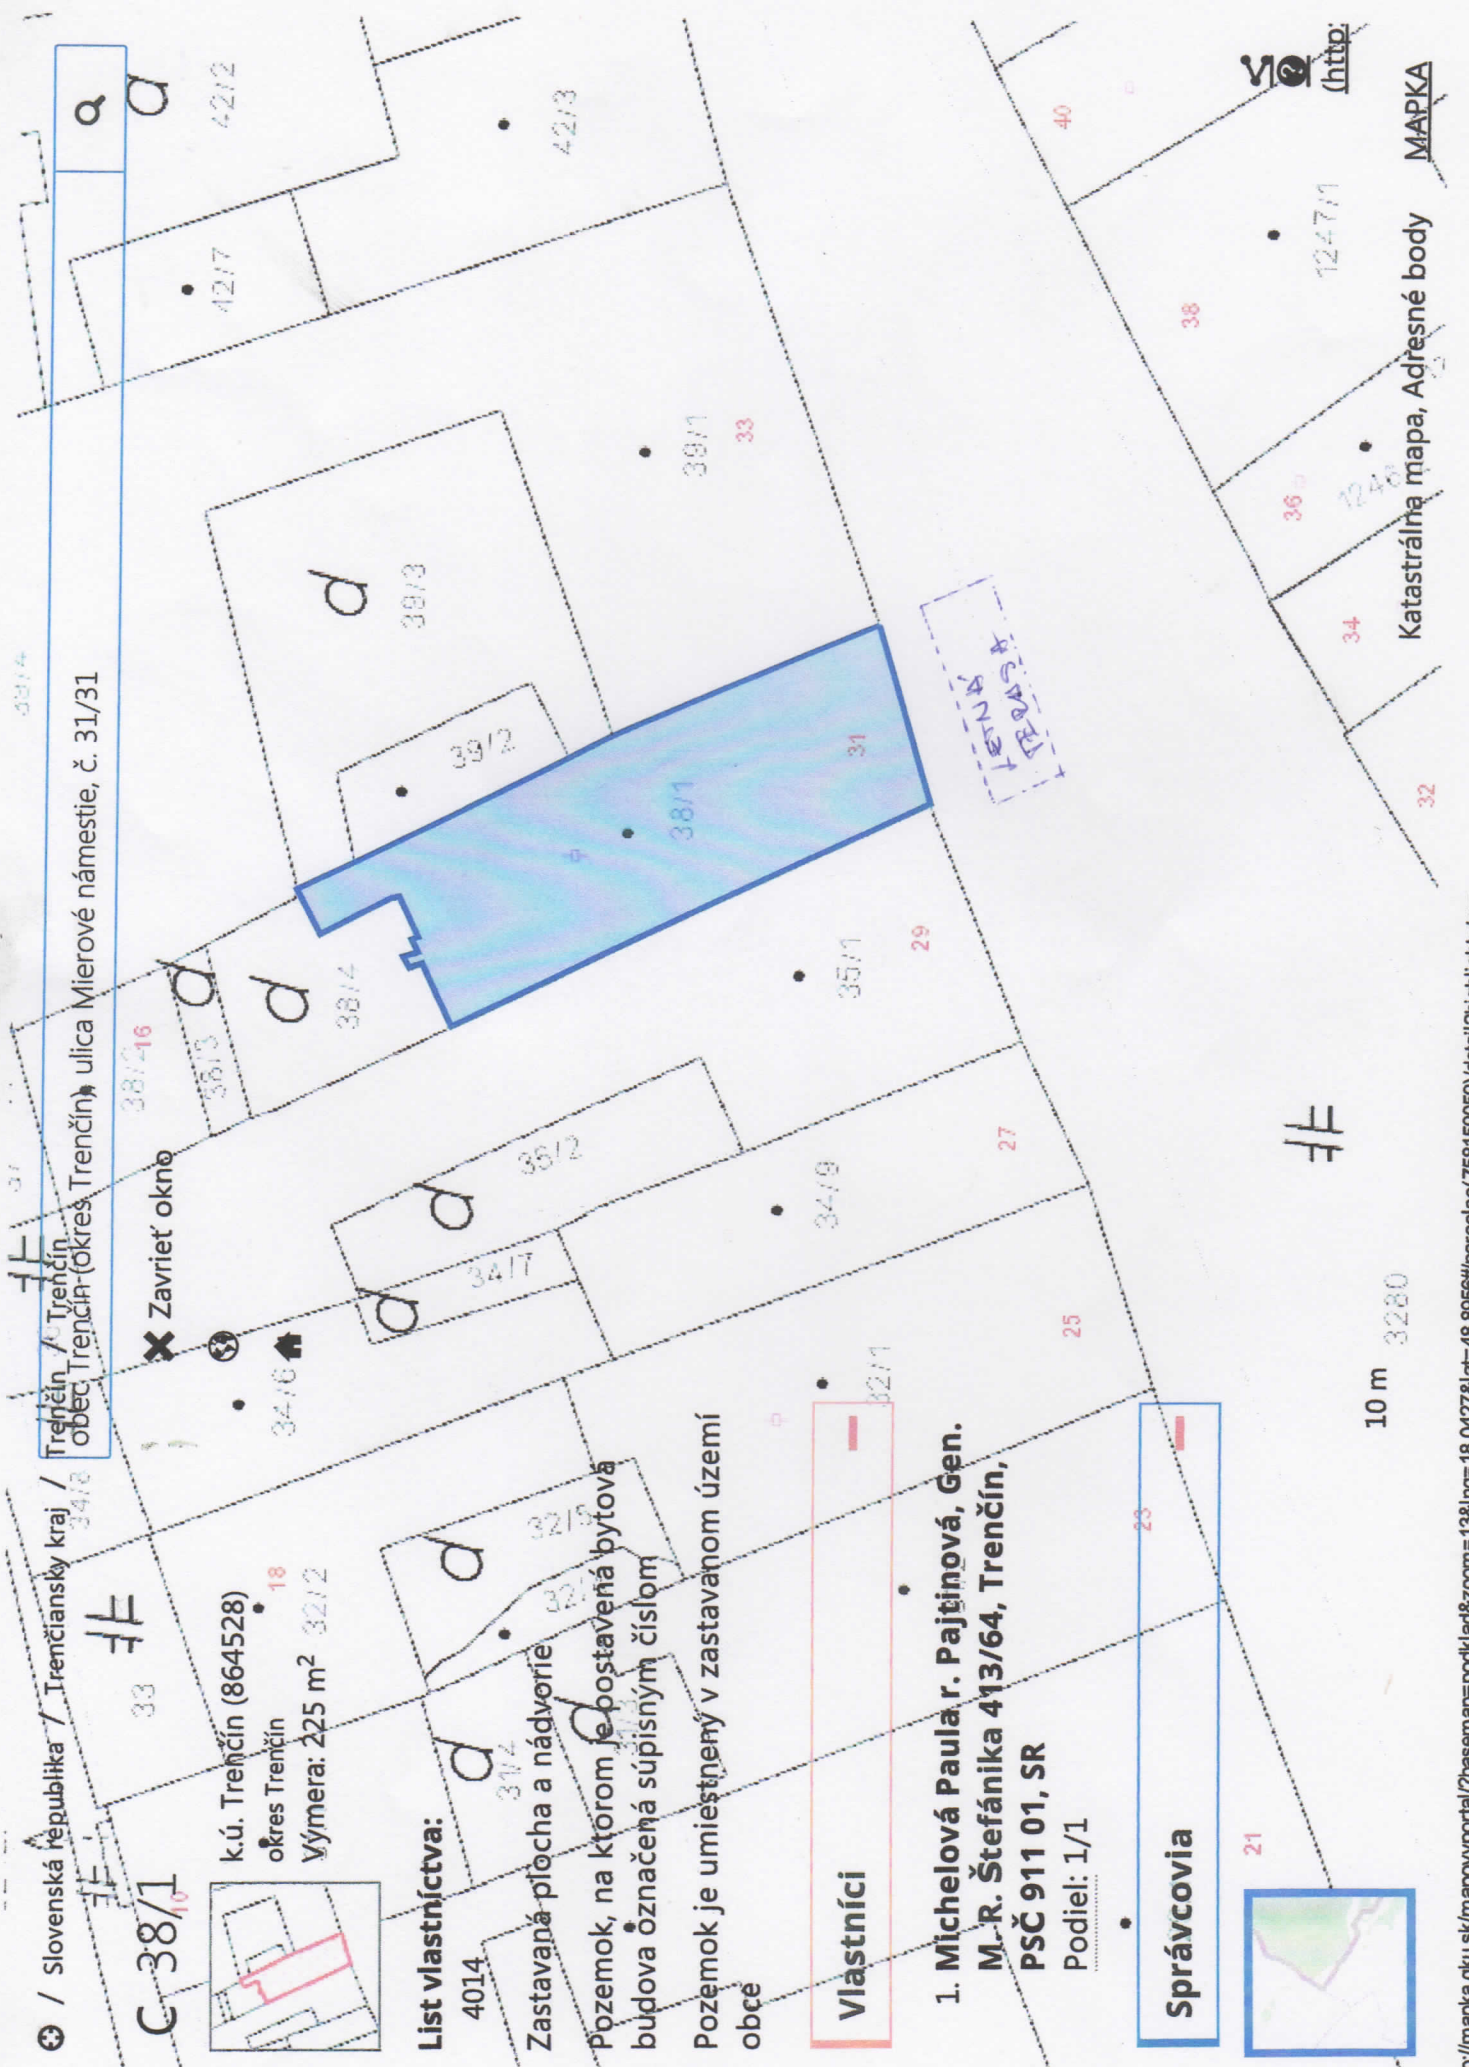 / Slovenská republika / Trenčiansky kraj / Trenčín / Trenčín
obec Trenčín (okres Trenčín), ulica Mierové námestie, č. 31/31
C 38/1
k.ú. Trenčín (864528)
okres Trenčín
Výmera: 225 m²
Zavrieť okno
List vlastníctva:
4014
Zastavaná plocha a nádvorie
Pozemok, na ktorom je postavená bytová
budova označená súpisným číslom
Pozemok je umiestnený v zastavanom území
obce
Vlastníci
1. Michelová Paula r. Pajtinová, Gen.
M. R. Štefánika 413/64, Trenčín,
PSČ 911 01, SR
Podiel: 1/1
Správcovia
10 m
3280
Katastrálna mapa, Adresné body
MAPKA
(http:
LETNÁ
TERASA
42/2
42/7
42/3
39/3
39/1
33
39/2
38/1
31
38/2
16
38/3
38/4
35/1
29
35/2
34/7
34/9
27
34/6
34/8
32/1
25
32/2
18
32/5
33
31/2
10
23
21
40
38
1247/1
36
34
32